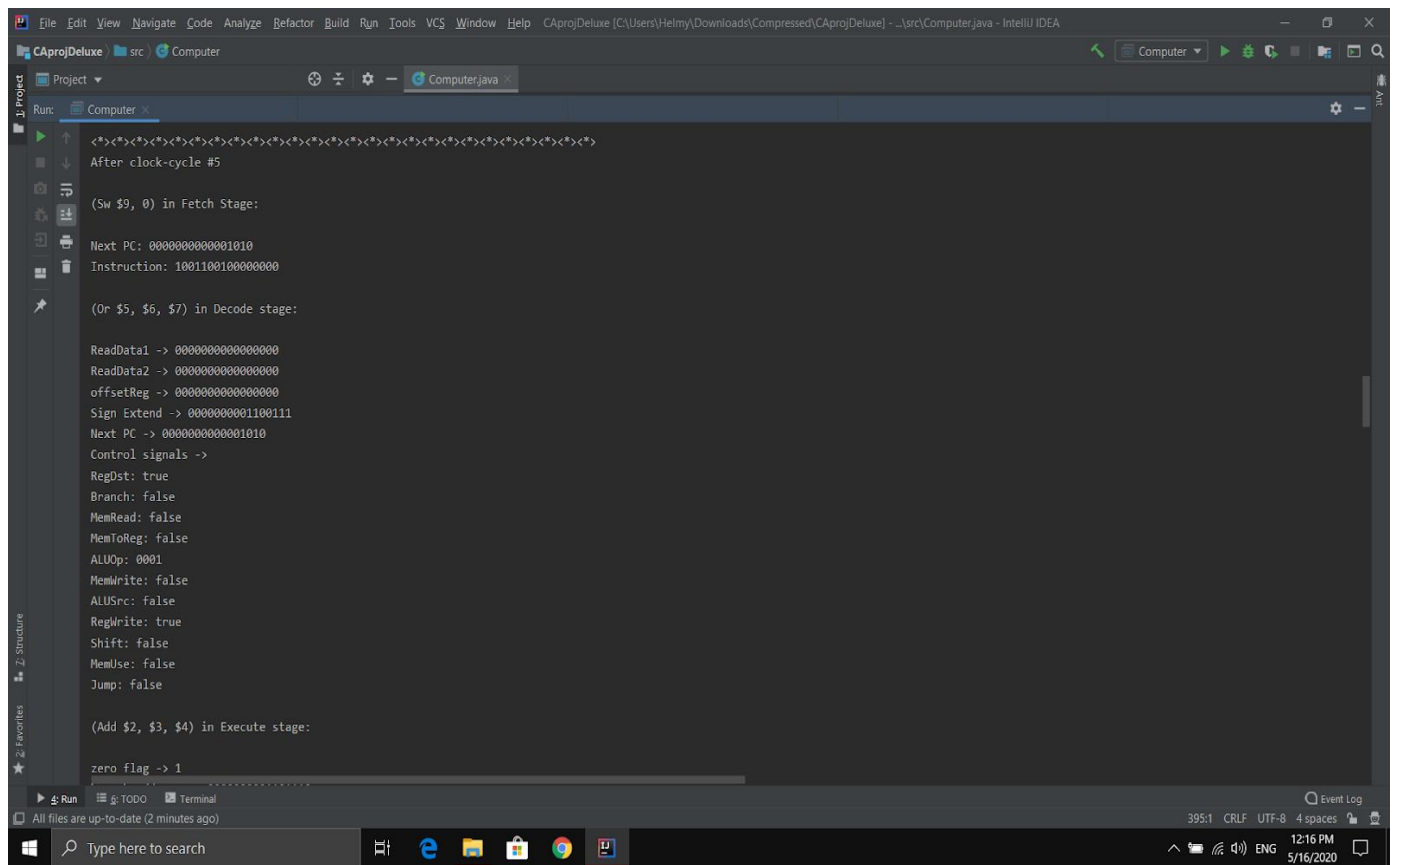 File Edit View Navigate Code Analyze Refactor Build Run Tools VCS Window Help CAprojDeluxe [C:\Users\Helmy\Downloads\Compressed\CAprojDeluxe] - ...\src\Computer.java - IntelliJ IDEA
CAprojDeluxe src Computer Computer
Project Computer.java
1: Project
Ant
Run: Computer
<*><*><*><*><*><*><*><*><*><*><*><*><*><*><*><*><*><*><*><*><*><*><*><*><*><*>
After clock-cycle #5
(Sw $9, 0) in Fetch Stage:
Next PC: 0000000000001010
Instruction: 1001100100000000
(Or $5, $6, $7) in Decode stage:
ReadData1 -> 0000000000000000
ReadData2 -> 0000000000000000
offsetReg -> 0000000000000000
Sign Extend -> 0000000001100111
Next PC -> 0000000000001010
Control signals ->
RegDst: true
Branch: false
MemRead: false
MemToReg: false
ALUOp: 0001
MemWrite: false
ALUSrc: false
RegWrite: true
Shift: false
MemUse: false
Jump: false
(Add $2, $3, $4) in Execute stage:
zero flag -> 1
Z: Structure
2: Favorites
4: Run 6: TODO Terminal Event Log
All files are up-to-date (2 minutes ago) 395:1 CRLF UTF-8 4 spaces
Type here to search ENG 12:16 PM
5/16/2020